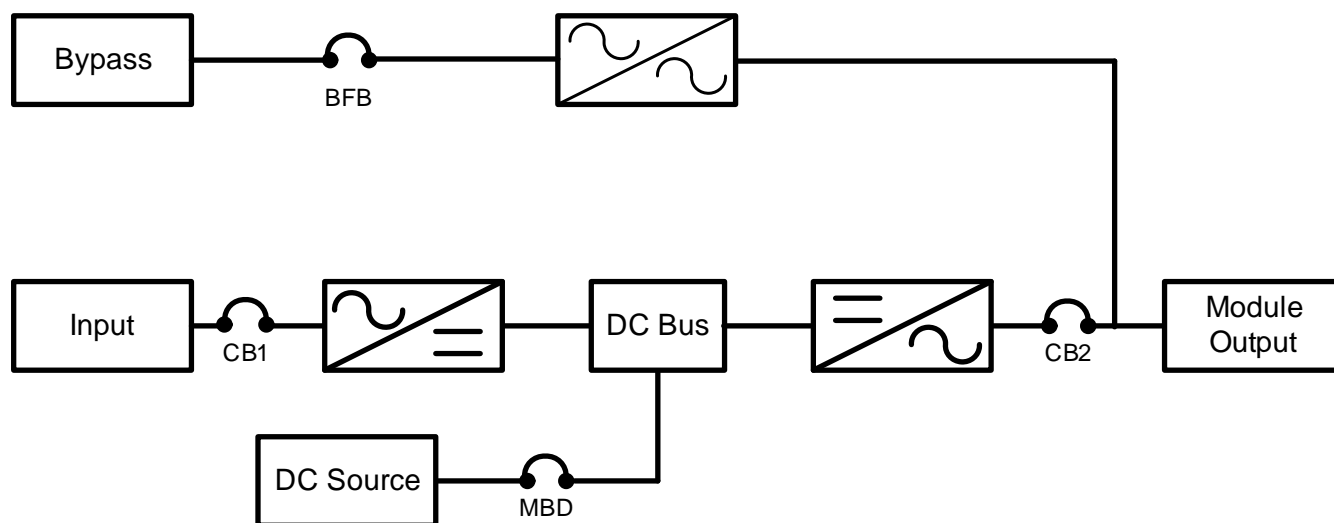 Bypass
BFB
Input
CB1
DC Bus
CB2
Module
Output
DC Source
MBD